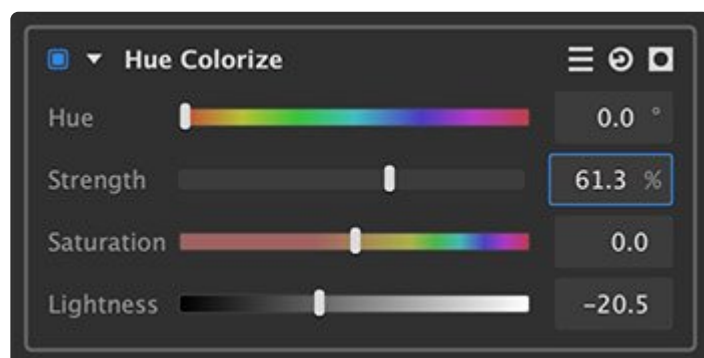 Hue Colorize
Hue 0.0 °
Strength 61.3 %
Saturation 0.0
Lightness −20.5